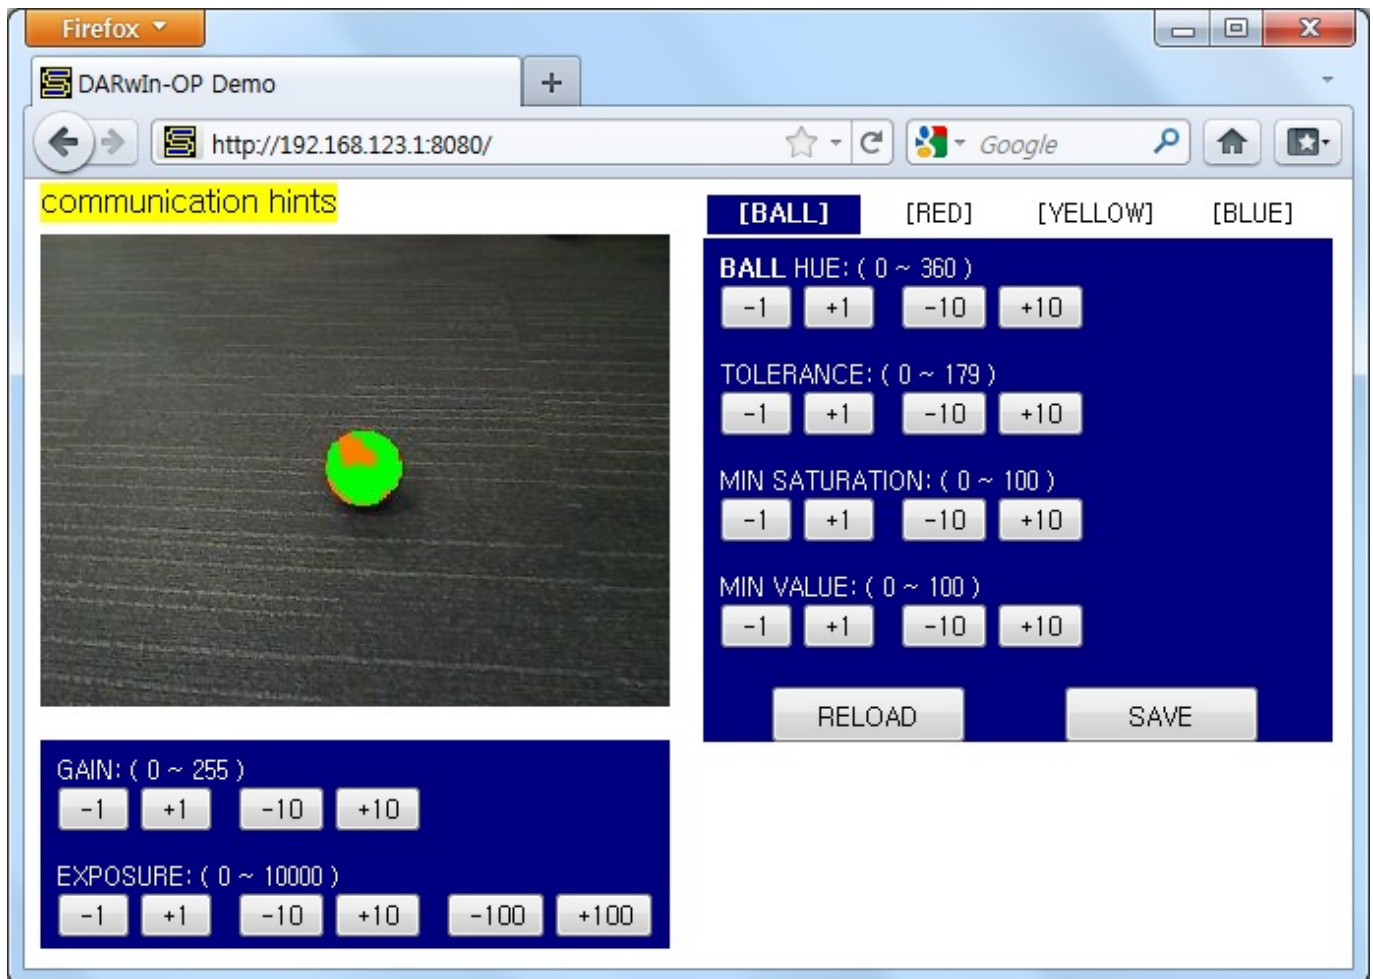 Firefox
DARwIn-OP Demo
http://192.168.123.1:8080/
Google
communication hints
[BALL] [RED] [YELLOW] [BLUE]
BALL HUE: ( 0 ~ 360 )
-1 +1 -10 +10
TOLERANCE: ( 0 ~ 179 )
-1 +1 -10 +10
MIN SATURATION: ( 0 ~ 100 )
-1 +1 -10 +10
MIN VALUE: ( 0 ~ 100 )
-1 +1 -10 +10
RELOAD SAVE
GAIN: ( 0 ~ 255 )
-1 +1 -10 +10
EXPOSURE: ( 0 ~ 10000 )
-1 +1 -10 +10 -100 +100